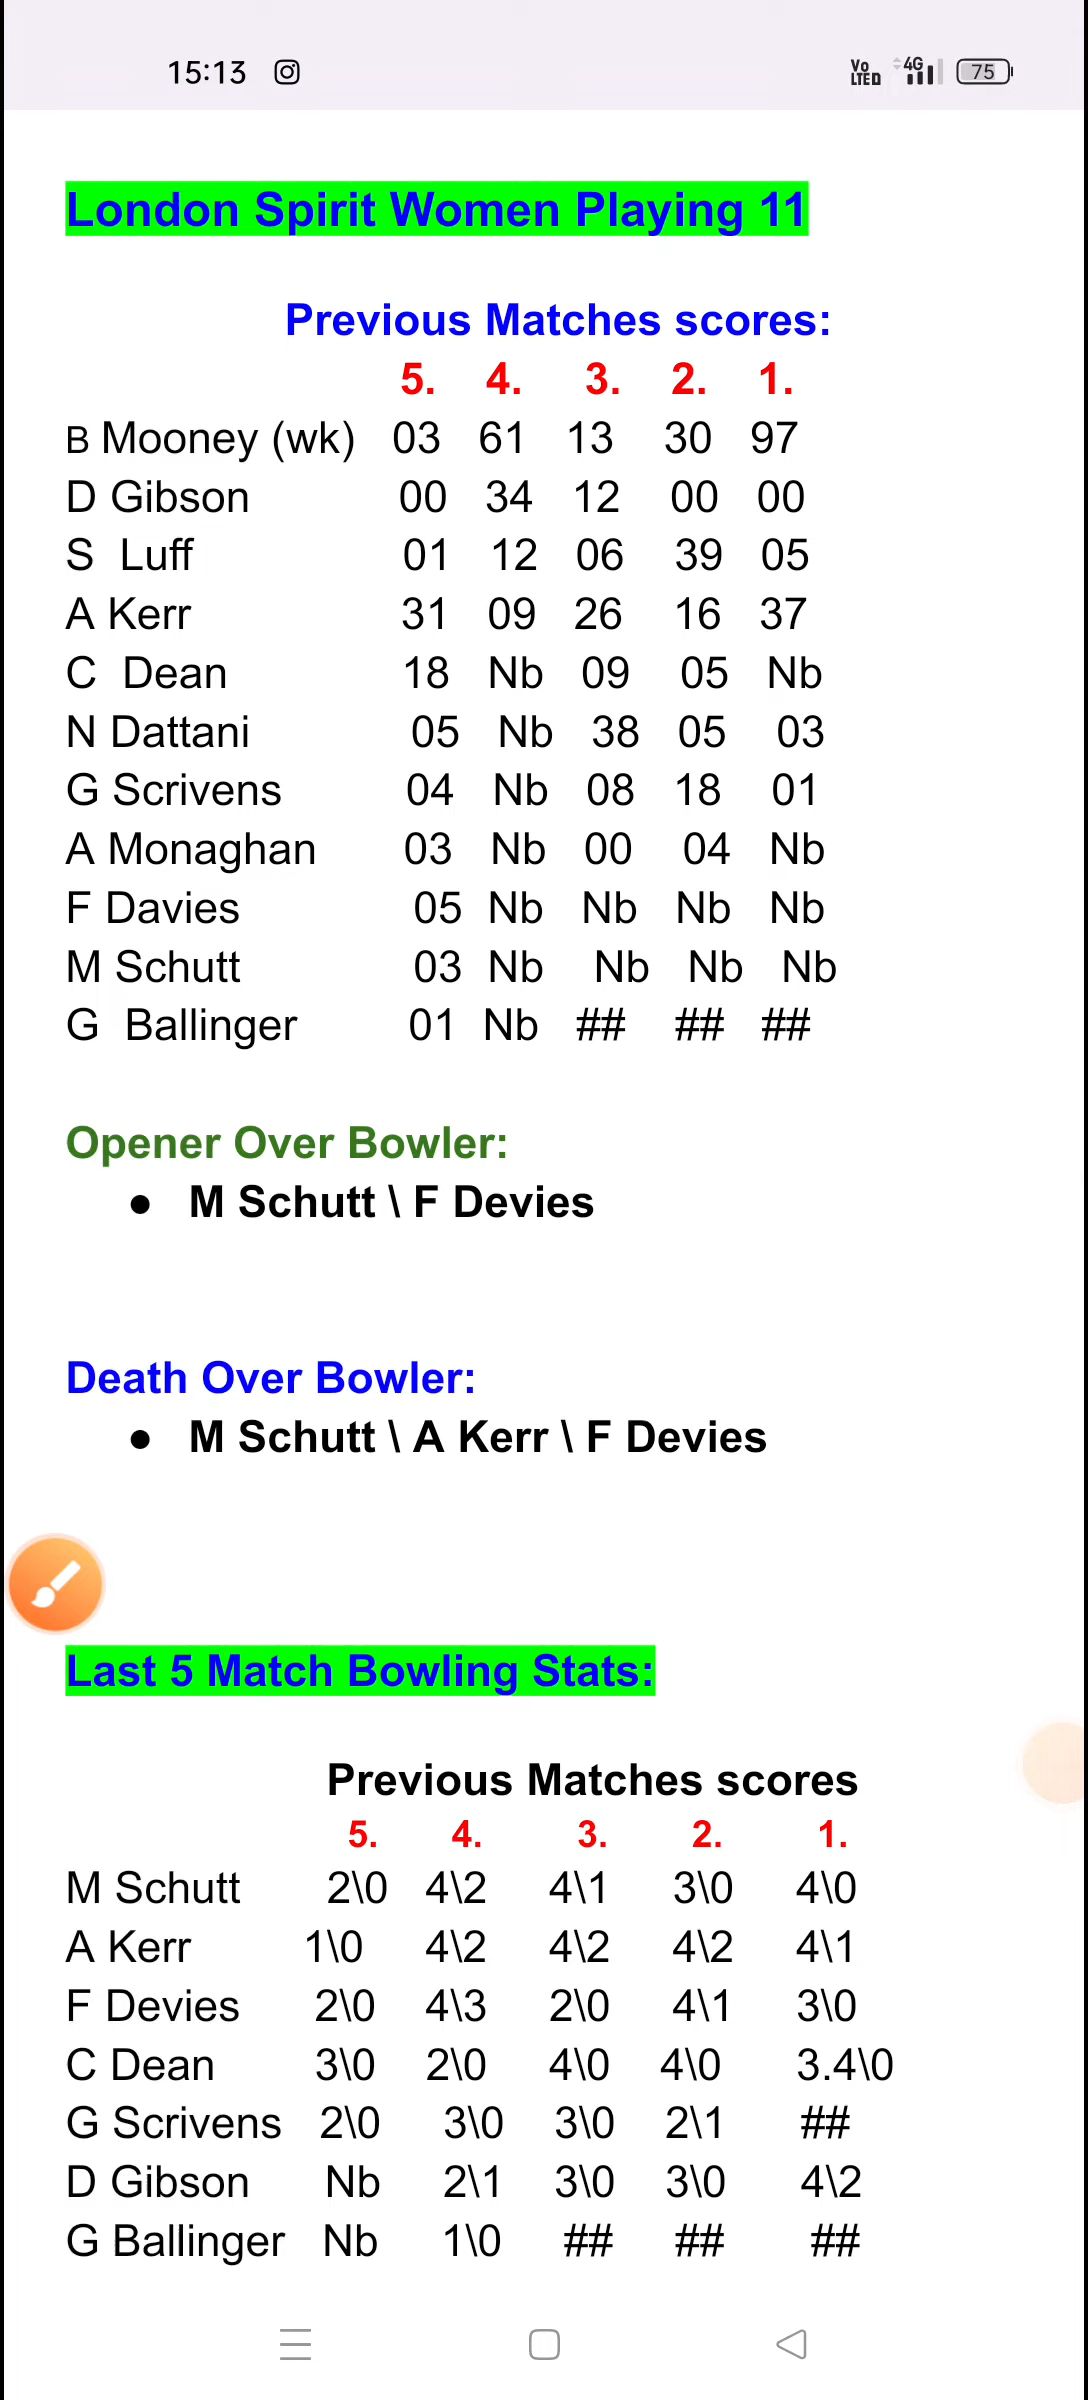 15:13 Vo LTED 4G 75
London Spirit Women Playing 11
Previous Matches scores:
5. 4. 3. 2. 1.
B Mooney (wk) 03 61 13 30 97
D Gibson 00 34 12 00 00
S Luff 01 12 06 39 05
A Kerr 31 09 26 16 37
C Dean 18 Nb 09 05 Nb
N Dattani 05 Nb 38 05 03
G Scrivens 04 Nb 08 18 01
A Monaghan 03 Nb 00 04 Nb
F Davies 05 Nb Nb Nb Nb
M Schutt 03 Nb Nb Nb Nb
G Ballinger 01 Nb ## ## ##
Opener Over Bowler:
● M Schutt \ F Devies
Death Over Bowler:
● M Schutt \ A Kerr \ F Devies
Last 5 Match Bowling Stats:
Previous Matches scores
5. 4. 3. 2. 1.
M Schutt 2\0 4\2 4\1 3\0 4\0
A Kerr 1\0 4\2 4\2 4\2 4\1
F Devies 2\0 4\3 2\0 4\1 3\0
C Dean 3\0 2\0 4\0 4\0 3.4\0
G Scrivens 2\0 3\0 3\0 2\1 ##
D Gibson Nb 2\1 3\0 3\0 4\2
G Ballinger Nb 1\0 ## ## ##